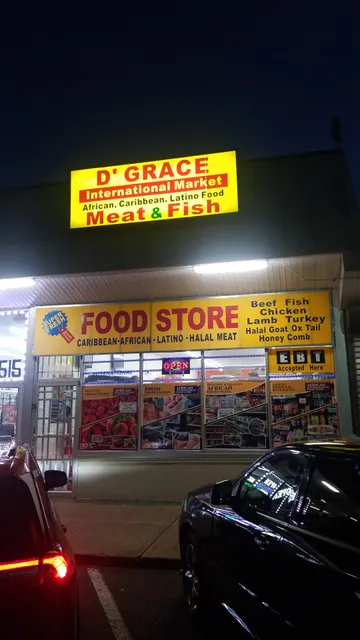 D' GRACE
International Market
African, Caribbean, Latino Food
Meat & Fish
FOOD STORE
CARIBBEAN • AFRICAN • LATINO • HALAL MEAT
Beef Fish
Chicken
Lamb Turkey
Halal Goat Ox Tail
Honey Comb
OPEN
EBT
Accepted Here
515